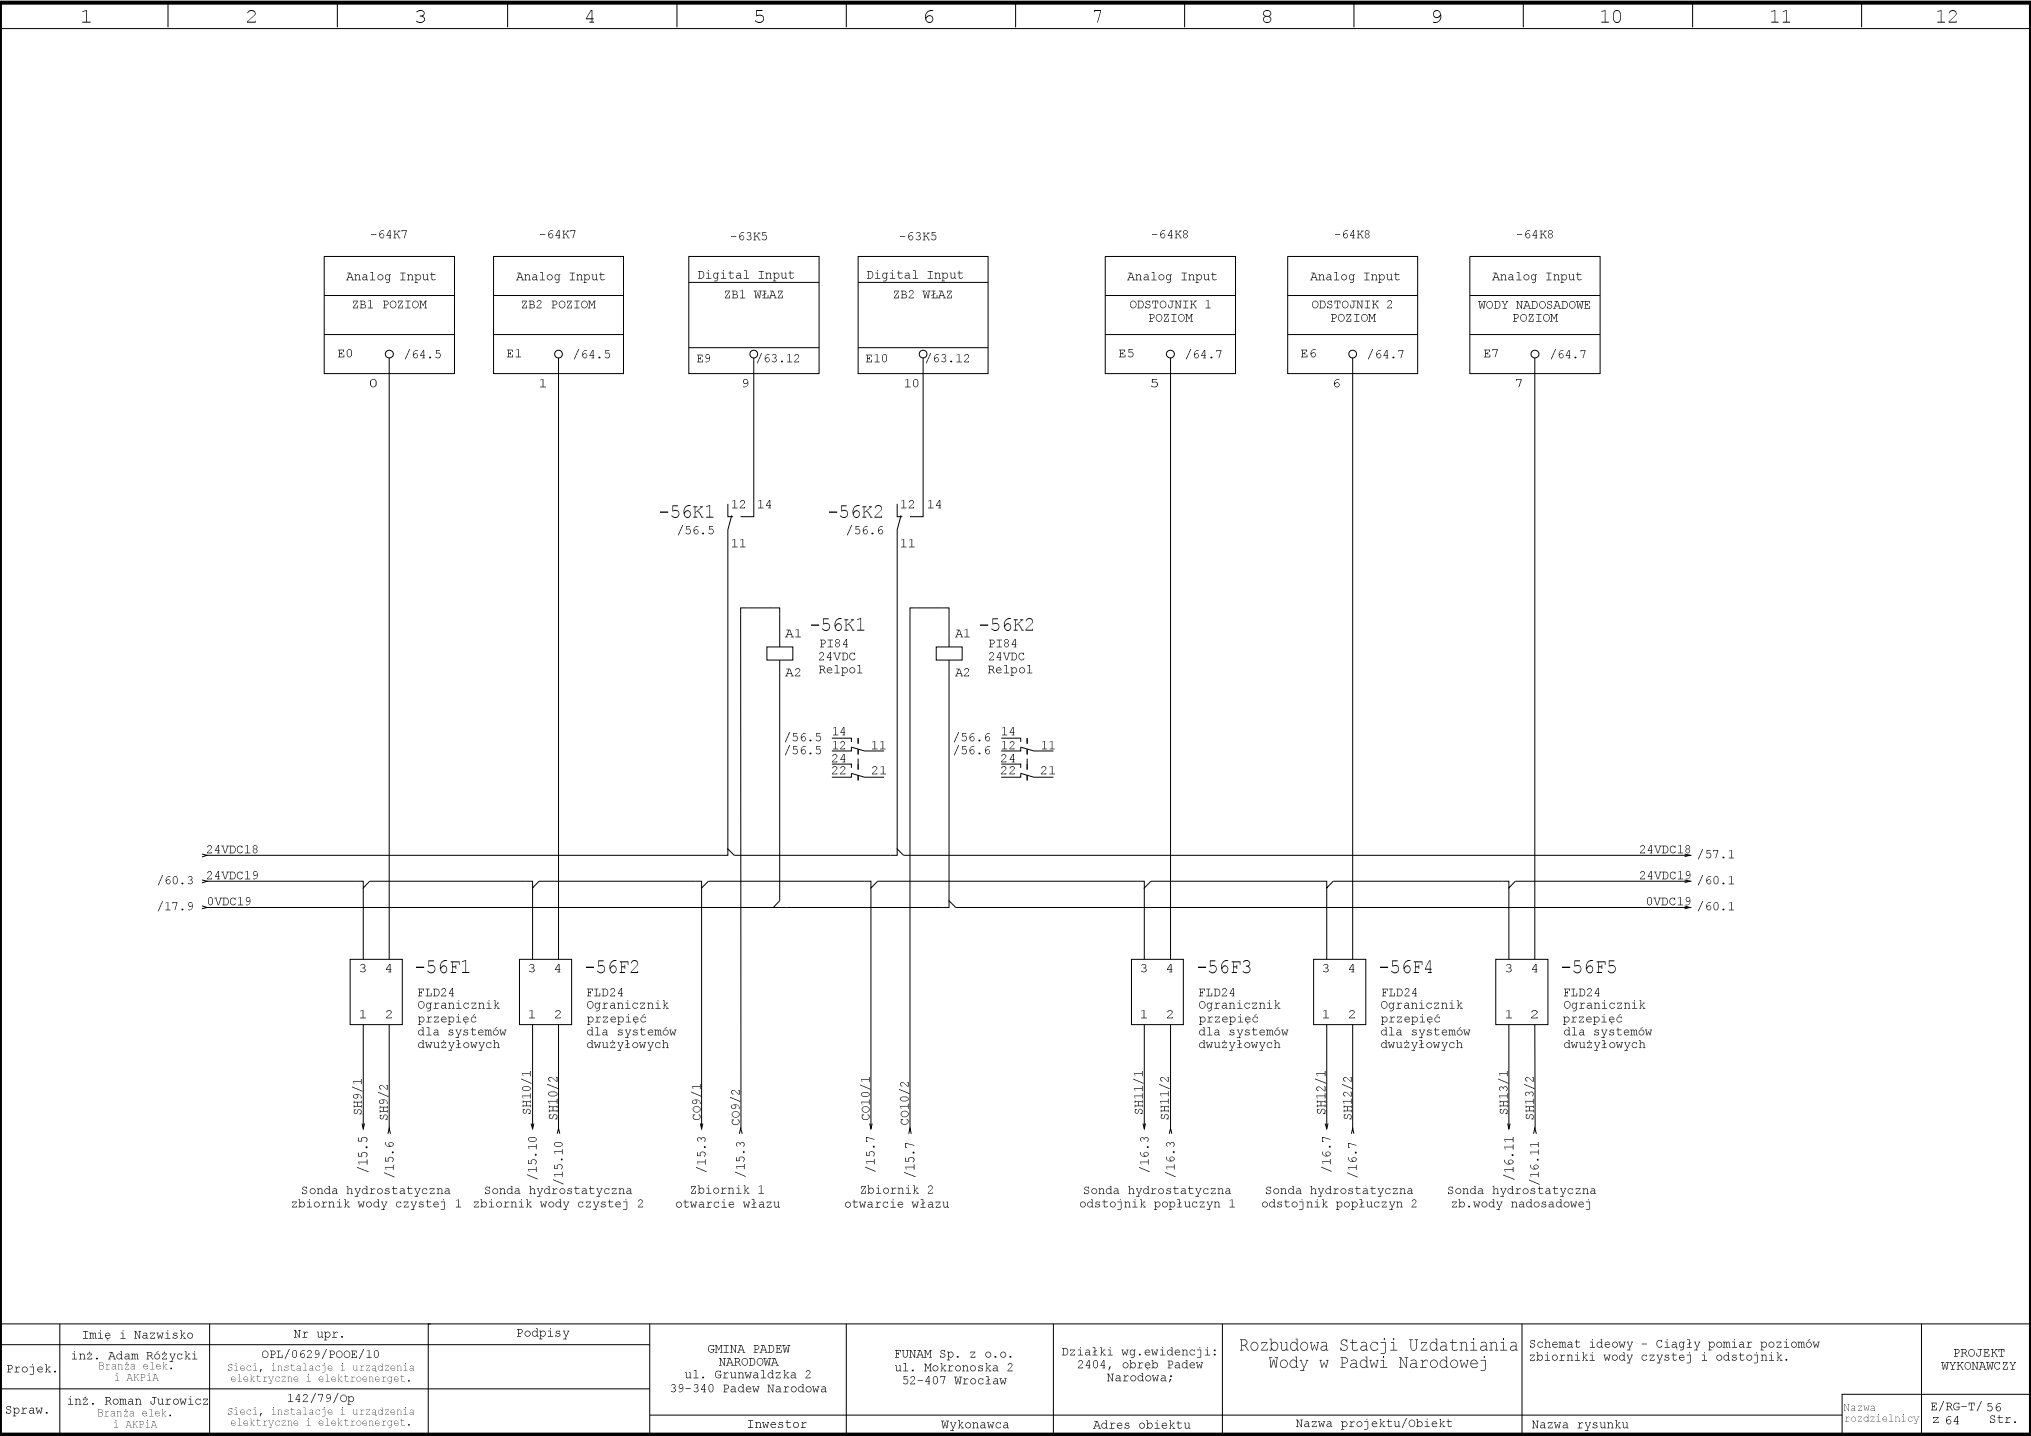 1 2 3 4 5 6 7 8 9 10 11 12
-64K7 -64K7 -63K5 -63K5 -64K8 -64K8 -64K8
Analog Input
ZB1 POZIOM
E0 /64.5
0
Analog Input
ZB2 POZIOM
E1 /64.5
1
Digital Input
ZB1 WŁAZ
E9 /63.12
9
Digital Input
ZB2 WŁAZ
E10 /63.12
10
Analog Input
ODSTOJNIK 1
POZIOM
E5 /64.7
5
Analog Input
ODSTOJNIK 2
POZIOM
E6 /64.7
6
Analog Input
WODY NADOSADOWE
POZIOM
E7 /64.7
7
-56K1 12 14
/56.5
11
-56K2 12 14
/56.6
11
A1 -56K1
PI84
24VDC
A2 Relpol
A1 -56K2
PI84
24VDC
A2 Relpol
/56.5 14
/56.5 12 11
24
22 21
/56.6 14
/56.6 12 11
24
22 21
24VDC18 24VDC18 /57.1
/60.3 24VDC19 24VDC19 /60.1
/17.9 0VDC19 0VDC19 /60.1
3 4 -56F1
1 2
FLD24
Ogranicznik
przepięć
dla systemów
dwużyłowych
3 4 -56F2
1 2
FLD24
Ogranicznik
przepięć
dla systemów
dwużyłowych
3 4 -56F3
1 2
FLD24
Ogranicznik
przepięć
dla systemów
dwużyłowych
3 4 -56F4
1 2
FLD24
Ogranicznik
przepięć
dla systemów
dwużyłowych
3 4 -56F5
1 2
FLD24
Ogranicznik
przepięć
dla systemów
dwużyłowych
SH9/1 SH9/2 SH10/1 SH10/2 CO9/1 CO9/2 CO10/1 CO10/2 SH11/1 SH11/2 SH12/1 SH12/2 SH13/1 SH13/2
/15.5 /15.6 /15.10 /15.10 /15.3 /15.3 /15.7 /15.7 /16.3 /16.3 /16.7 /16.7 /16.11 /16.11
Sonda hydrostatyczna
zbiornik wody czystej 1
Sonda hydrostatyczna
zbiornik wody czystej 2
Zbiornik 1
otwarcie włazu
Zbiornik 2
otwarcie włazu
Sonda hydrostatyczna
odstojnik popłuczyn 1
Sonda hydrostatyczna
odstojnik popłuczyn 2
Sonda hydrostatyczna
zb.wody nadosadowej
Imię i Nazwisko Nr upr. Podpisy
Projek.
inż. Adam Różycki
Branża elek.
i AKPiA
OPL/0629/POOE/10
Sieci, instalacje i urządzenia
elektryczne i elektroenerget.
Spraw.
inż. Roman Jurowicz
Branża elek.
i AKPiA
142/79/Op
Sieci, instalacje i urządzenia
elektryczne i elektroenerget.
GMINA PADEW
NARODOWA
ul. Grunwaldzka 2
39-340 Padew Narodowa
Inwestor
FUNAM Sp. z o.o.
ul. Mokronoska 2
52-407 Wrocław
Wykonawca
Działki wg.ewidencji:
2404, obręb Padew
Narodowa;
Adres obiektu
Rozbudowa Stacji Uzdatniania
Wody w Padwi Narodowej
Nazwa projektu/Obiekt
Schemat ideowy - Ciągły pomiar poziomów
zbiorniki wody czystej i odstojnik.
Nazwa rysunku
Nazwa
rozdzielnicy
PROJEKT
WYKONAWCZY
E/RG-T/ 56
z 64 Str.